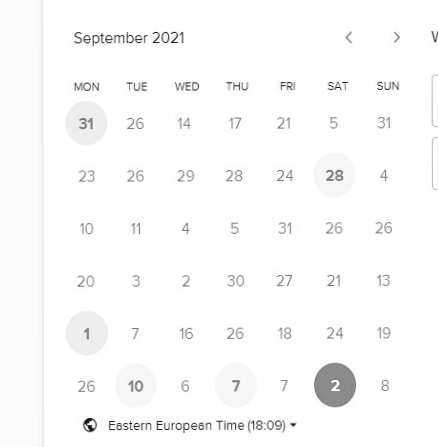 September 2021
MON TUE WED THU FRI SAT SUN
31 26 14 17 21 5 31
23 26 29 28 24 28 4
10 11 4 5 31 26 26
20 3 2 30 27 21 13
1 7 16 26 18 24 19
26 10 6 7 7 2 8
Eastern European Time (18:09)